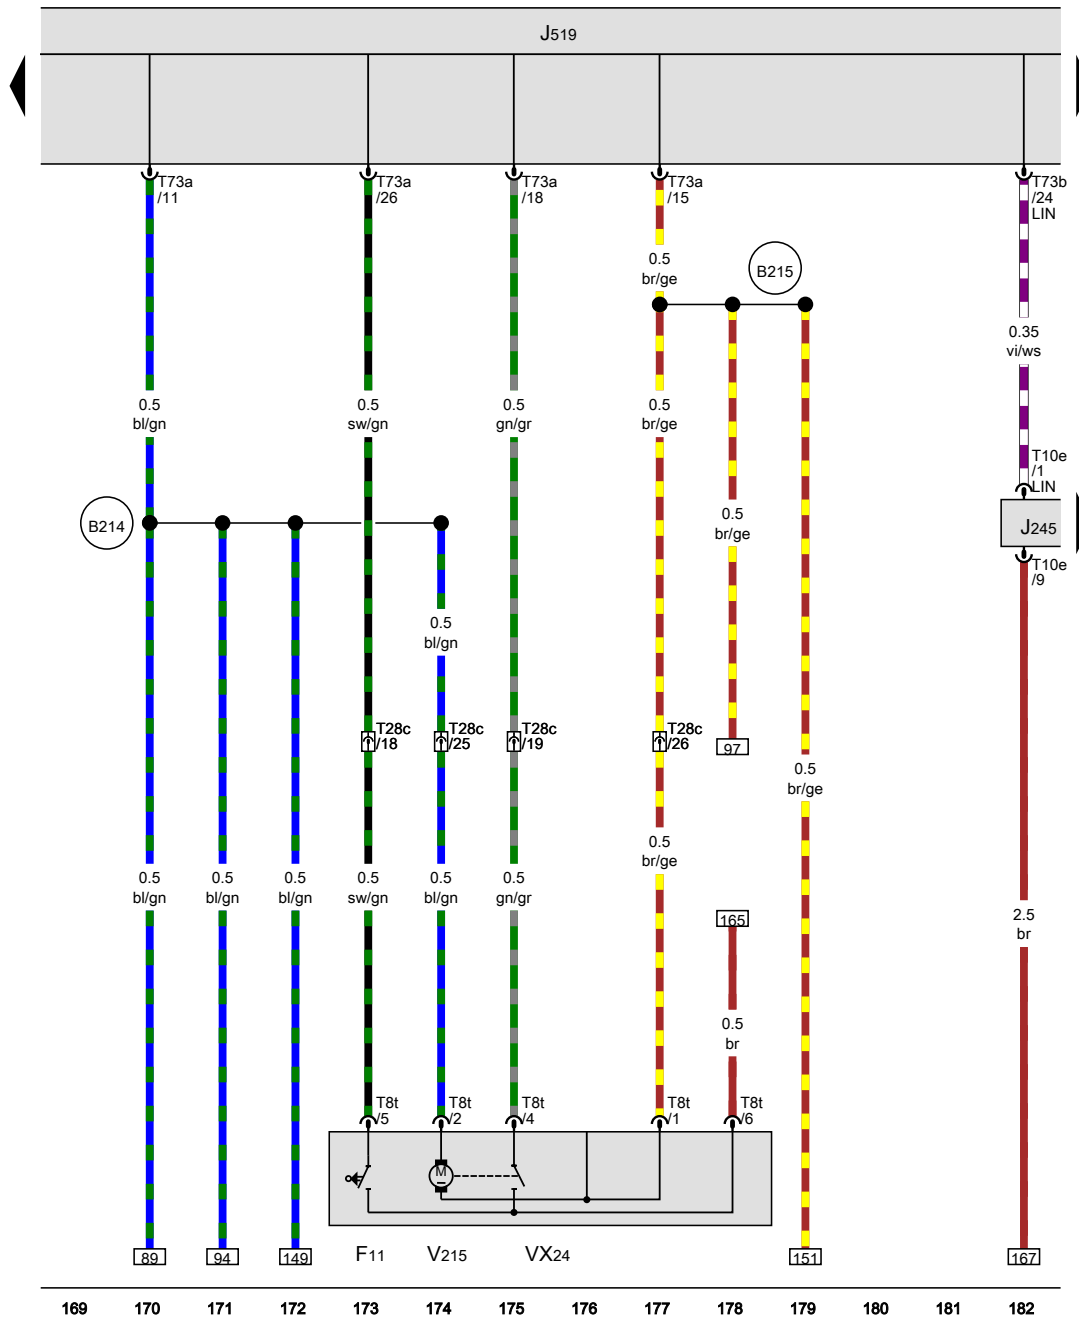 J519
T73a
/11
T73a
/26
T73a
/18
T73a
/15
T73b
/24
LIN
0.5
br/ge
B215
0.35
vi/ws
0.5
bl/gn
0.5
sw/gn
0.5
gn/gr
0.5
br/ge
T10e
/1
LIN
B214
0.5
br/ge
J245
T10e
/9
0.5
bl/gn
T28c
/18
T28c
/25
T28c
/19
T28c
/26
97
0.5
br/ge
0.5
br/ge
0.5
bl/gn
0.5
bl/gn
0.5
bl/gn
0.5
sw/gn
0.5
bl/gn
0.5
gn/gr
165
2.5
br
0.5
br
T8t
/5
T8t
/2
T8t
/4
T8t
/1
T8t
/6
M
89
94
149
F11
V215
VX24
151
167
169 170 171 172 173 174 175 176 177 178 179 180 181 182